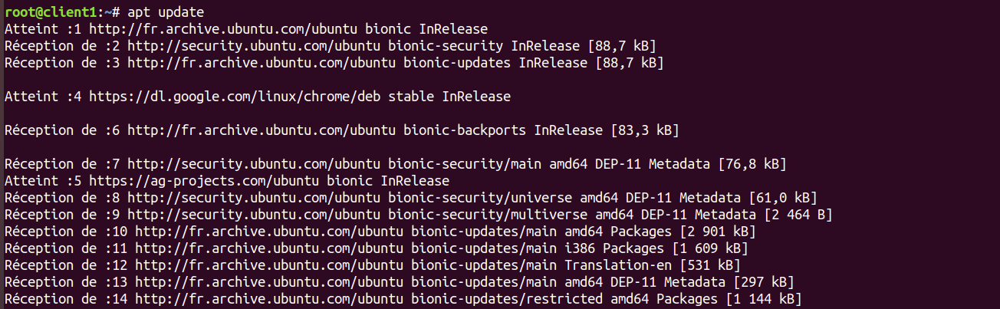 root@client1:~# apt update
Atteint :1 http://fr.archive.ubuntu.com/ubuntu bionic InRelease
Réception de :2 http://security.ubuntu.com/ubuntu bionic-security InRelease [88,7 kB]
Réception de :3 http://fr.archive.ubuntu.com/ubuntu bionic-updates InRelease [88,7 kB]
Atteint :4 https://dl.google.com/linux/chrome/deb stable InRelease
Réception de :6 http://fr.archive.ubuntu.com/ubuntu bionic-backports InRelease [83,3 kB]
Réception de :7 http://security.ubuntu.com/ubuntu bionic-security/main amd64 DEP-11 Metadata [76,8 kB]
Atteint :5 https://ag-projects.com/ubuntu bionic InRelease
Réception de :8 http://security.ubuntu.com/ubuntu bionic-security/universe amd64 DEP-11 Metadata [61,0 kB]
Réception de :9 http://security.ubuntu.com/ubuntu bionic-security/multiverse amd64 DEP-11 Metadata [2 464 B]
Réception de :10 http://fr.archive.ubuntu.com/ubuntu bionic-updates/main amd64 Packages [2 901 kB]
Réception de :11 http://fr.archive.ubuntu.com/ubuntu bionic-updates/main i386 Packages [1 609 kB]
Réception de :12 http://fr.archive.ubuntu.com/ubuntu bionic-updates/main Translation-en [531 kB]
Réception de :13 http://fr.archive.ubuntu.com/ubuntu bionic-updates/main amd64 DEP-11 Metadata [297 kB]
Réception de :14 http://fr.archive.ubuntu.com/ubuntu bionic-updates/restricted amd64 Packages [1 144 kB]